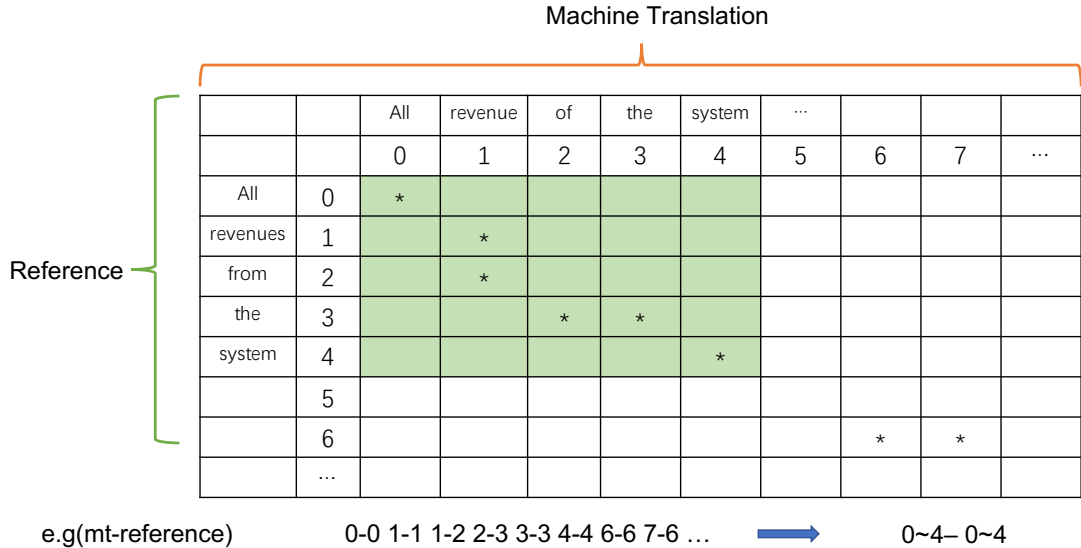 Machine Translation
All revenue of the system ...
0 1 2 3 4 5 6 7 ...
All 0 *
revenues 1 *
Reference
from 2 *
the 3 * *
system 4 *
5
6 * *
...
e.g(mt-reference) 0-0 1-1 1-2 2-3 3-3 4-4 6-6 7-6 ... 0~4– 0~4